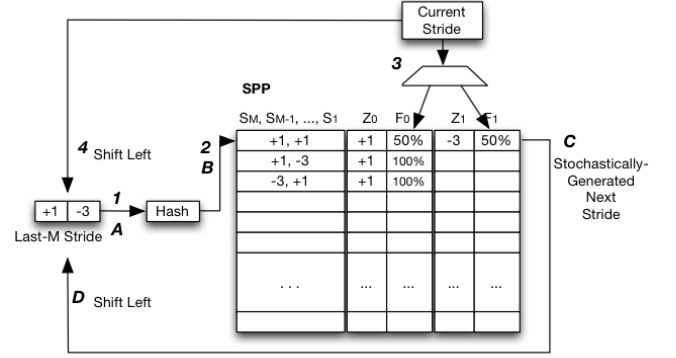 Current
Stride
3
SPP
SM, SM-1, ..., S1 Z0 F0 Z1 F1
+1, +1 +1 50% -3 50%
+1, -3 +1 100%
-3, +1 +1 100%
... ... ... ... ...
4 Shift Left
2
B
1
A
+1 -3
Hash
Last-M Stride
D Shift Left
C
Stochastically-
Generated
Next
Stride